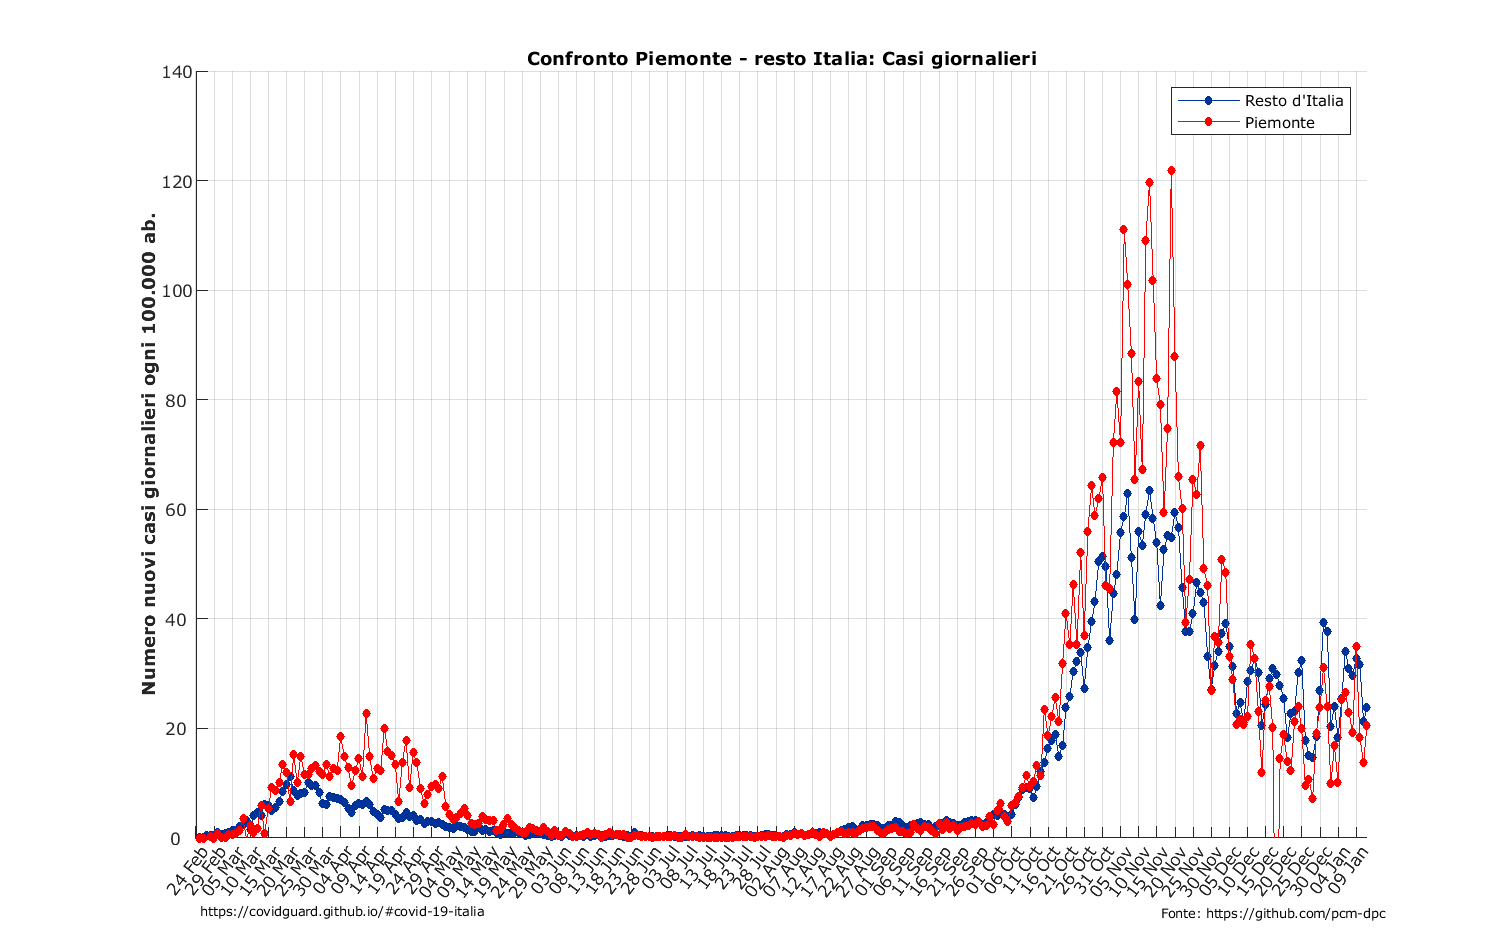 Confronto Piemonte - resto Italia: Casi giornalieri
Resto d'Italia
Piemonte
Numero nuovi casi giornalieri ogni 100.000 ab.
140
120
100
80
60
40
20
0
24 Feb
29 Feb
05 Mar
10 Mar
15 Mar
20 Mar
25 Mar
30 Mar
04 Apr
09 Apr
14 Apr
19 Apr
24 Apr
29 Apr
04 May
09 May
14 May
19 May
24 May
29 May
03 Jun
08 Jun
13 Jun
18 Jun
23 Jun
28 Jun
03 Jul
08 Jul
13 Jul
18 Jul
23 Jul
28 Jul
02 Aug
07 Aug
12 Aug
17 Aug
22 Aug
27 Aug
01 Sep
06 Sep
11 Sep
16 Sep
21 Sep
26 Sep
01 Oct
06 Oct
11 Oct
16 Oct
21 Oct
26 Oct
31 Oct
05 Nov
10 Nov
15 Nov
20 Nov
25 Nov
30 Nov
05 Dec
10 Dec
15 Dec
20 Dec
25 Dec
30 Dec
04 Jan
09 Jan
https://covidguard.github.io/#covid-19-italia
Fonte: https://github.com/pcm-dpc